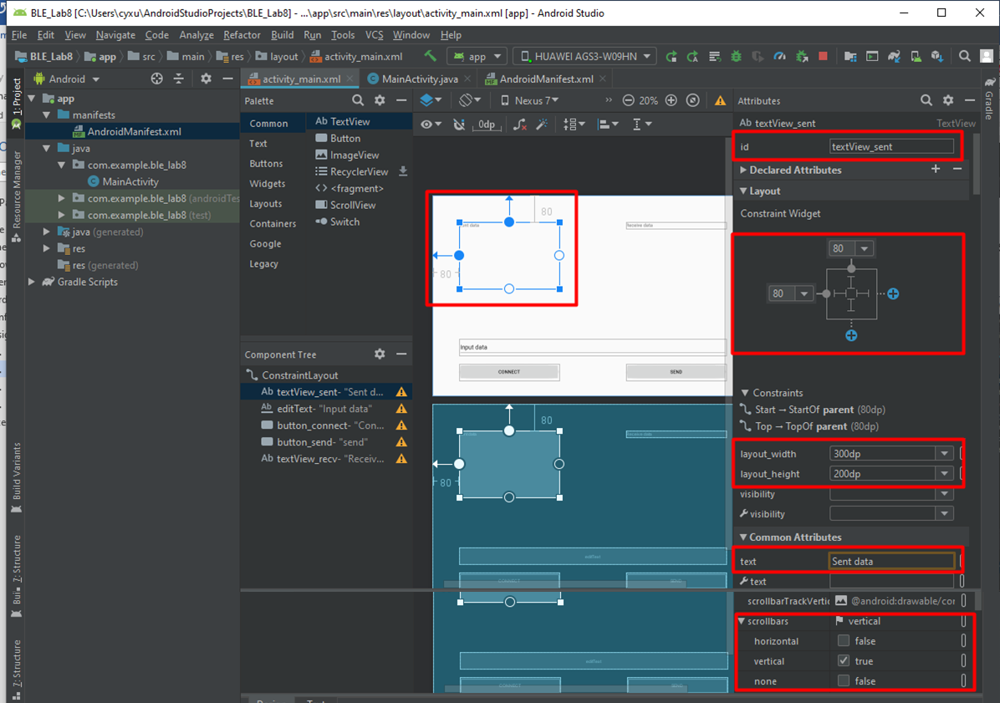 BLE_Lab8 [C:\Users\cyxu\AndroidStudioProjects\BLE_Lab8] - ...\app\src\main\res\layout\activity_main.xml [app] - Android Studio
File Edit View Navigate Code Analyze Refactor Build Run Tools VCS Window Help
BLE_Lab8 app src main res layout activity_main.xml app HUAWEI AGS3-W09HN
1: Project
Resource Manager
Build Variants
Z: Structure
Z: Structure
Gradle
Android
app
manifests
AndroidManifest.xml
java
com.example.ble_lab8
MainActivity
com.example.ble_lab8 (androidTes
com.example.ble_lab8 (test)
java (generated)
res
res (generated)
Gradle Scripts
activity_main.xml MainActivity.java AndroidManifest.xml
Palette
Common
Text
Buttons
Widgets
Layouts
Containers
Google
Legacy
Ab TextView
Button
ImageView
RecyclerView
<fragment>
ScrollView
Switch
Component Tree
ConstraintLayout
Ab textView_sent- "Sent d...
Ab editText- "Input data"
button_connect- "Con...
button_send- "send"
Ab textView_recv- "Receiv...
Nexus 7 20%
0dp
80
Receive data
80
Input data
CONNECT SEND
80
Receive data
80
editText
CONNECT SEND
editText
CONNECT SEND
Attributes
Ab textView_sent TextView
id textView_sent
Declared Attributes
Layout
Constraint Widget
80
80
Constraints
Start → StartOf parent (80dp)
Top → TopOf parent (80dp)
layout_width 300dp
layout_height 200dp
visibility
visibility
Common Attributes
text Sent data
text
scrollbarTrackVertic @android:drawable/cor
scrollbars vertical
horizontal false
vertical true
none false